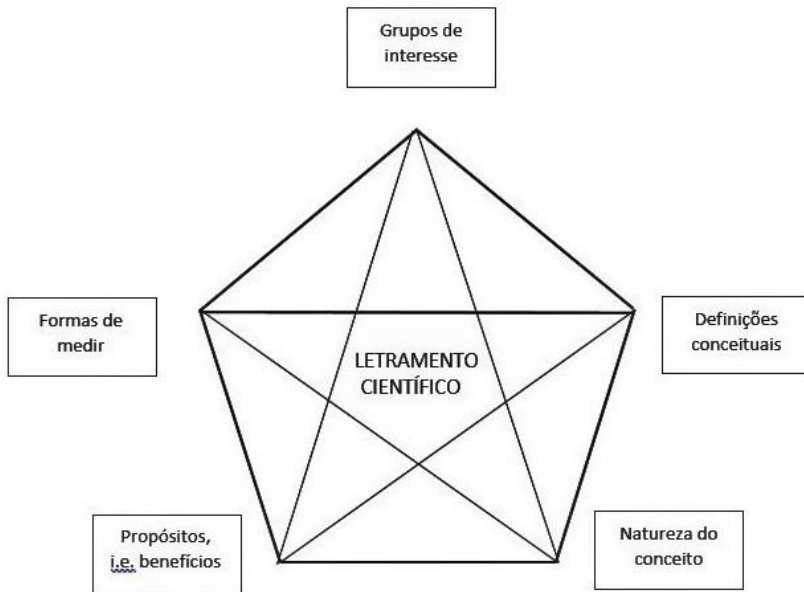 Grupos de
interesse
Formas de
medir
Definições
conceituais
LETRAMENTO
CIENTÍFICO
Propósitos,
i.e. benefícios
Natureza do
conceito